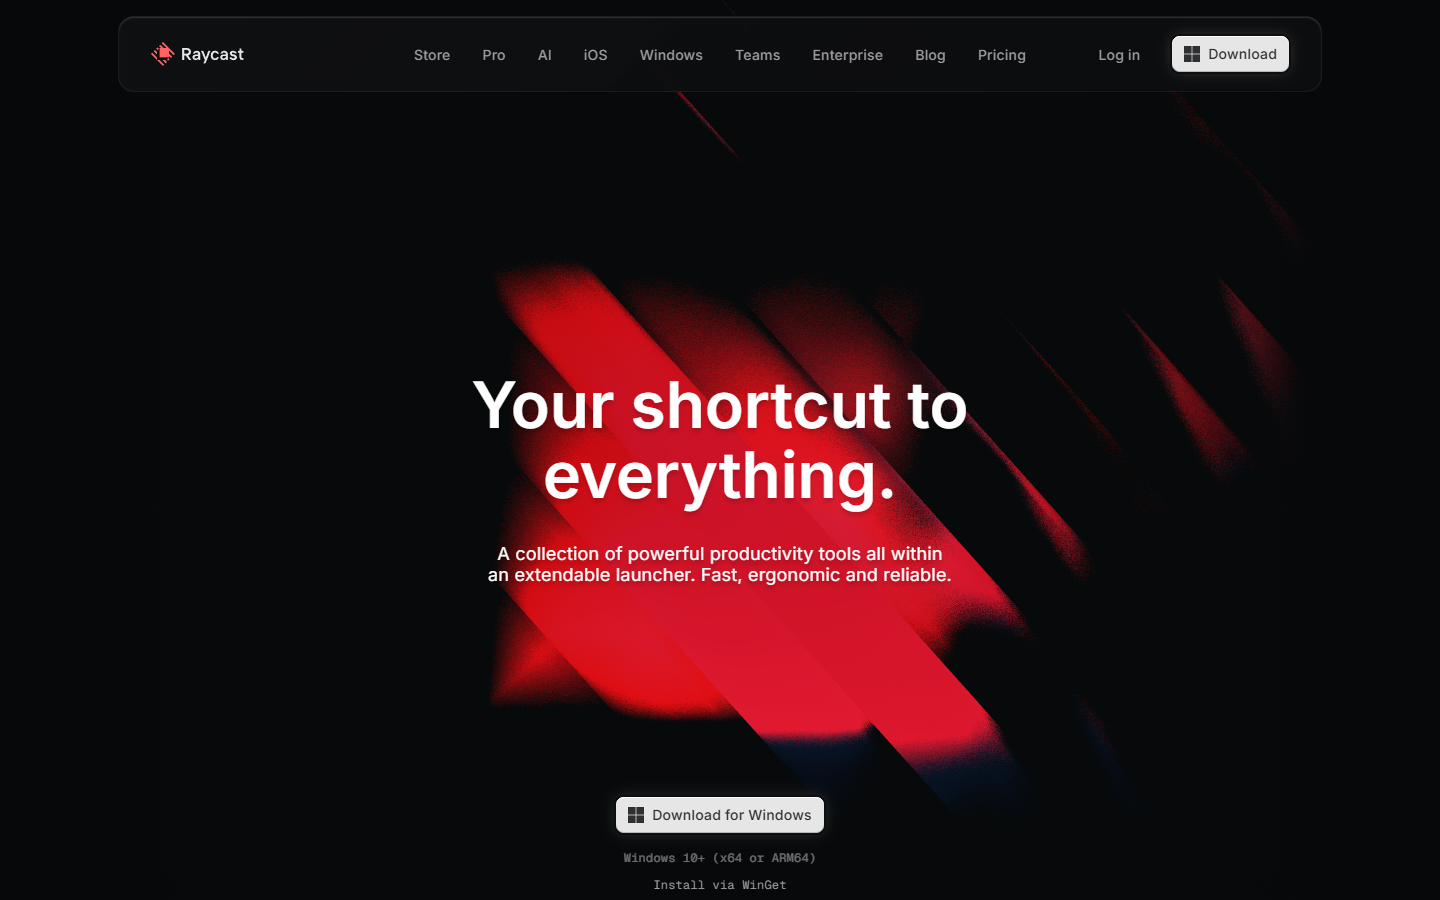 Raycast
Store
Pro
AI
iOS
Windows
Teams
Enterprise
Blog
Pricing
Log in
Download
Your shortcut to
everything.
A collection of powerful productivity tools all within
an extendable launcher. Fast, ergonomic and reliable.
Download for Windows
Windows 10+ (x64 or ARM64)
Install via WinGet